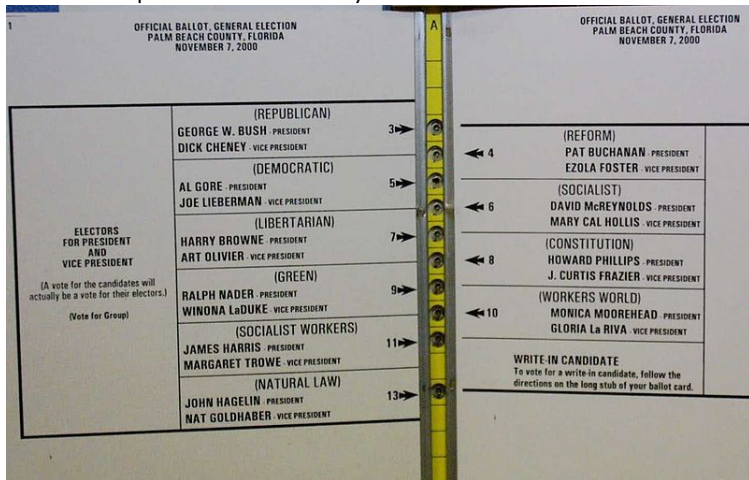 1
OFFICIAL BALLOT, GENERAL ELECTION
PALM BEACH COUNTY, FLORIDA
NOVEMBER 7, 2000
ELECTORS
FOR PRESIDENT
AND
VICE PRESIDENT
(A vote for the candidates will
actually be a vote for their electors.)
(Vote for Group)
(REPUBLICAN)
GEORGE W. BUSH - PRESIDENT
DICK CHENEY - VICE PRESIDENT
3
(DEMOCRATIC)
AL GORE - PRESIDENT
JOE LIEBERMAN - VICE PRESIDENT
5
(LIBERTARIAN)
HARRY BROWNE - PRESIDENT
ART OLIVIER - VICE PRESIDENT
7
(GREEN)
RALPH NADER - PRESIDENT
WINONA LaDUKE - VICE PRESIDENT
9
(SOCIALIST WORKERS)
JAMES HARRIS - PRESIDENT
MARGARET TROWE - VICE PRESIDENT
11
(NATURAL LAW)
JOHN HAGELIN - PRESIDENT
NAT GOLDHABER - VICE PRESIDENT
13
A
OFFICIAL BALLOT, GENERAL ELECTION
PALM BEACH COUNTY, FLORIDA
NOVEMBER 7, 2000
(REFORM)
4 PAT BUCHANAN - PRESIDENT
EZOLA FOSTER - VICE PRESIDENT
(SOCIALIST)
6 DAVID McREYNOLDS - PRESIDENT
MARY CAL HOLLIS - VICE PRESIDENT
(CONSTITUTION)
8 HOWARD PHILLIPS - PRESIDENT
J. CURTIS FRAZIER - VICE PRESIDENT
(WORKERS WORLD)
10 MONICA MOOREHEAD - PRESIDENT
GLORIA La RIVA - VICE PRESIDENT
WRITE-IN CANDIDATE
To vote for a write-in candidate, follow the
directions on the long stub of your ballot card.